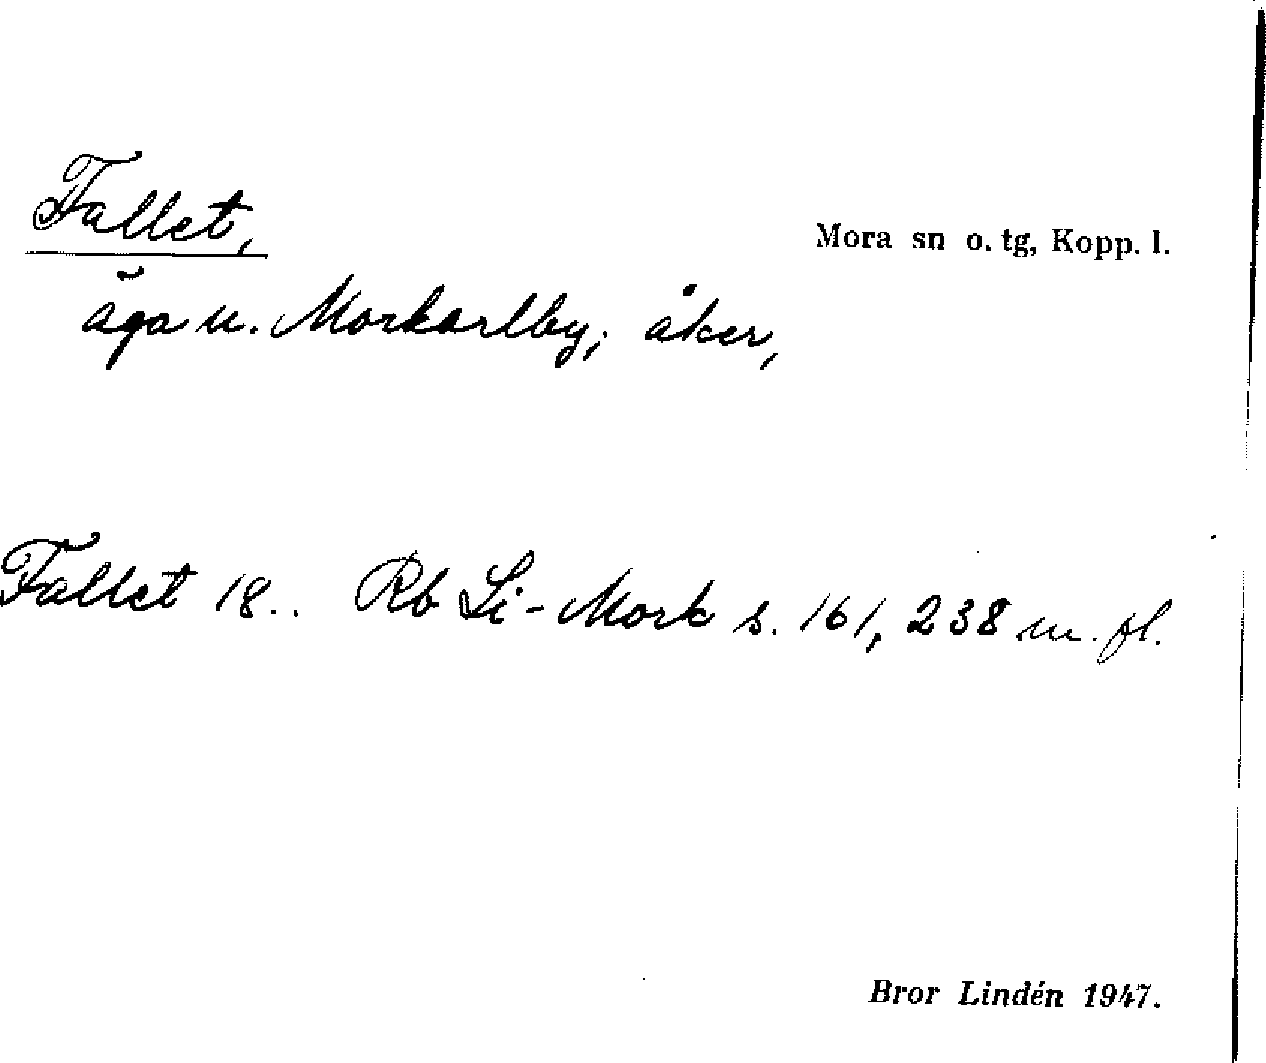 Fallet,
Mora sn o. tg, Kopp. l.
äga u. Morkarlby; åker,
Fallet 18.. Rb Li-Mork s. 161, 238 m. fl.
Bror Lindén 1947.